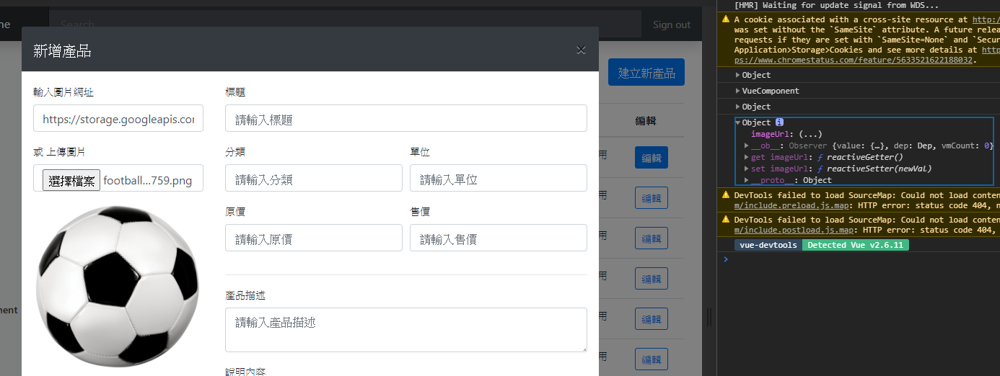 me
Search
Sign out
新增產品
×
建立新產品
輸入圖片網址
標題
https://storage.googleapis.con
請輸入標題
編輯
或 上傳圖片
分類
單位
用
編輯
選擇檔案 football...759.png
請輸入分類
請輸入單位
用
編輯
原價
售價
請輸入原價
請輸入售價
用
編輯
用
編輯
產品描述
ment
請輸入產品描述
用
編輯
用
編輯
說明內容
[HMR] Waiting for update signal from WDS...
A cookie associated with a cross-site resource at http:/
was set without the `SameSite` attribute. A future relea
requests if they are set with `SameSite=None` and `Secur
Application>Storage>Cookies and see more details at http
ps://www.chromestatus.com/feature/5633521622188032.
Object
VueComponent
Object
Object i
imageUrl: (...)
__ob__: Observer {value: {…}, dep: Dep, vmCount: 0}
get imageUrl: ƒ reactiveGetter()
set imageUrl: ƒ reactiveSetter(newVal)
__proto__: Object
DevTools failed to load SourceMap: Could not load conten
m/include.preload.js.map: HTTP error: status code 404, n
DevTools failed to load SourceMap: Could not load conten
m/include.postload.js.map: HTTP error: status code 404,
vue-devtools Detected Vue v2.6.11